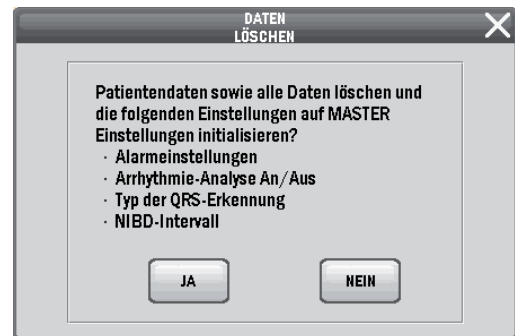 DATEN
LÖSCHEN
Patientendaten sowie alle Daten löschen und
die folgenden Einstellungen auf MASTER
Einstellungen initialisieren?
· Alarmeinstellungen
· Arrhythmie-Analyse An/Aus
· Typ der QRS-Erkennung
· NIBD-Intervall
JA
NEIN